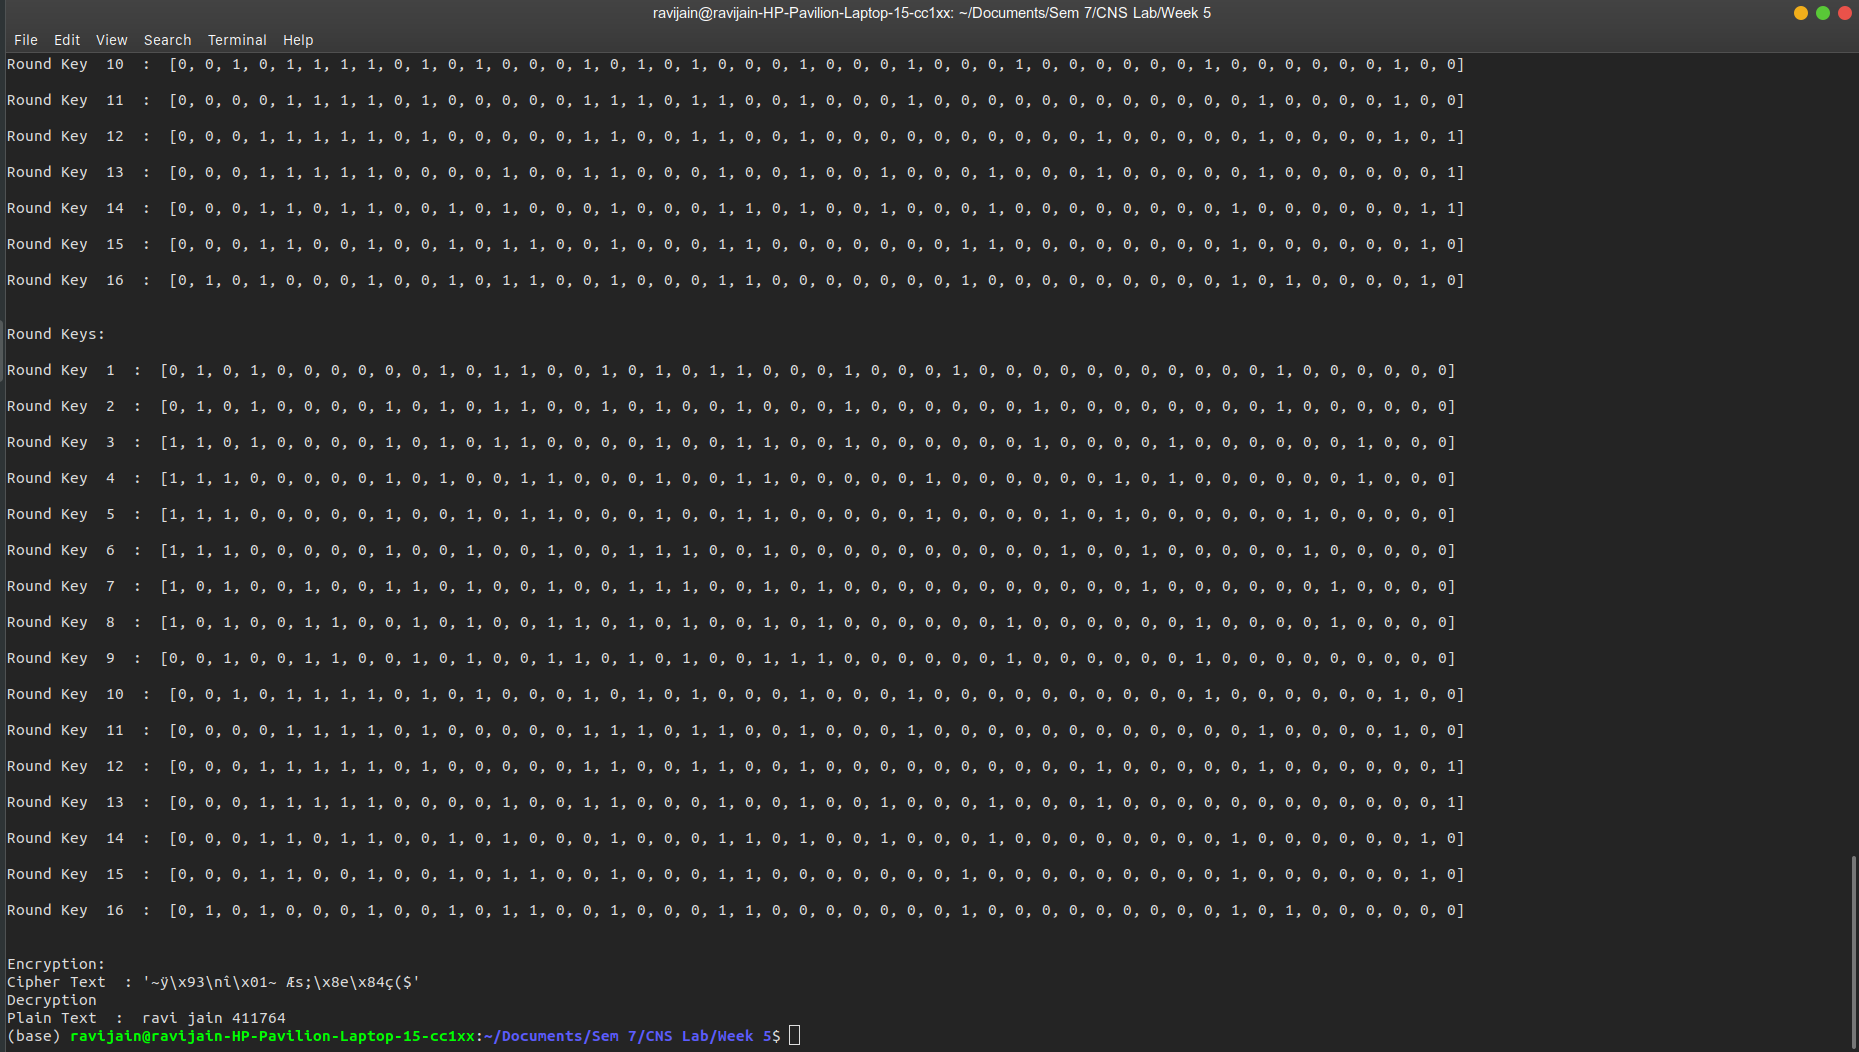 ravijain@ravijain-HP-Pavilion-Laptop-15-cc1xx: ~/Documents/Sem 7/CNS Lab/Week 5
File Edit View Search Terminal Help
Round Key  10  :  [0, 0, 1, 0, 1, 1, 1, 1, 0, 1, 0, 1, 0, 0, 0, 1, 0, 1, 0, 1, 0, 0, 0, 1, 0, 0, 0, 1, 0, 0, 0, 1, 0, 0, 0, 0, 0, 0, 1, 0, 0, 0, 0, 0, 0, 1, 0, 0]
Round Key  11  :  [0, 0, 0, 0, 1, 1, 1, 1, 0, 1, 0, 0, 0, 0, 0, 1, 1, 1, 0, 1, 1, 0, 0, 1, 0, 0, 0, 1, 0, 0, 0, 0, 0, 0, 0, 0, 0, 0, 0, 0, 1, 0, 0, 0, 0, 1, 0, 0]
Round Key  12  :  [0, 0, 0, 1, 1, 1, 1, 1, 0, 1, 0, 0, 0, 0, 0, 1, 1, 0, 0, 1, 1, 0, 0, 1, 0, 0, 0, 0, 0, 0, 0, 0, 0, 0, 1, 0, 0, 0, 0, 0, 1, 0, 0, 0, 0, 1, 0, 1]
Round Key  13  :  [0, 0, 0, 1, 1, 1, 1, 1, 0, 0, 0, 0, 1, 0, 0, 1, 1, 0, 0, 0, 1, 0, 0, 1, 0, 0, 1, 0, 0, 0, 1, 0, 0, 0, 1, 0, 0, 0, 0, 0, 1, 0, 0, 0, 0, 0, 0, 1]
Round Key  14  :  [0, 0, 0, 1, 1, 0, 1, 1, 0, 0, 1, 0, 1, 0, 0, 0, 1, 0, 0, 0, 1, 1, 0, 1, 0, 0, 1, 0, 0, 0, 1, 0, 0, 0, 0, 0, 0, 0, 0, 1, 0, 0, 0, 0, 0, 0, 1, 1]
Round Key  15  :  [0, 0, 0, 1, 1, 0, 0, 1, 0, 0, 1, 0, 1, 1, 0, 0, 1, 0, 0, 0, 1, 1, 0, 0, 0, 0, 0, 0, 0, 1, 1, 0, 0, 0, 0, 0, 0, 0, 0, 1, 0, 0, 0, 0, 0, 0, 1, 0]
Round Key  16  :  [0, 1, 0, 1, 0, 0, 0, 1, 0, 0, 1, 0, 1, 1, 0, 0, 1, 0, 0, 0, 1, 1, 0, 0, 0, 0, 0, 0, 0, 1, 0, 0, 0, 0, 0, 0, 0, 0, 0, 1, 0, 1, 0, 0, 0, 0, 1, 0]
Round Keys:
Round Key  1  :  [0, 1, 0, 1, 0, 0, 0, 0, 0, 0, 1, 0, 1, 1, 0, 0, 1, 0, 1, 0, 1, 1, 0, 0, 0, 1, 0, 0, 0, 1, 0, 0, 0, 0, 0, 0, 0, 0, 0, 0, 0, 1, 0, 0, 0, 0, 0, 0]
Round Key  2  :  [0, 1, 0, 1, 0, 0, 0, 0, 1, 0, 1, 0, 1, 1, 0, 0, 1, 0, 1, 0, 0, 1, 0, 0, 0, 1, 0, 0, 0, 0, 0, 0, 1, 0, 0, 0, 0, 0, 0, 0, 0, 1, 0, 0, 0, 0, 0, 0]
Round Key  3  :  [1, 1, 0, 1, 0, 0, 0, 0, 1, 0, 1, 0, 1, 1, 0, 0, 0, 0, 1, 0, 0, 1, 1, 0, 0, 1, 0, 0, 0, 0, 0, 0, 1, 0, 0, 0, 0, 1, 0, 0, 0, 0, 0, 0, 1, 0, 0, 0]
Round Key  4  :  [1, 1, 1, 0, 0, 0, 0, 0, 1, 0, 1, 0, 0, 1, 1, 0, 0, 0, 1, 0, 0, 1, 1, 0, 0, 0, 0, 0, 1, 0, 0, 0, 0, 0, 0, 1, 0, 1, 0, 0, 0, 0, 0, 0, 1, 0, 0, 0]
Round Key  5  :  [1, 1, 1, 0, 0, 0, 0, 0, 1, 0, 0, 1, 0, 1, 1, 0, 0, 0, 1, 0, 0, 1, 1, 0, 0, 0, 0, 0, 1, 0, 0, 0, 0, 1, 0, 1, 0, 0, 0, 0, 0, 0, 1, 0, 0, 0, 0, 0]
Round Key  6  :  [1, 1, 1, 0, 0, 0, 0, 0, 1, 0, 0, 1, 0, 0, 1, 0, 0, 1, 1, 1, 0, 0, 1, 0, 0, 0, 0, 0, 0, 0, 0, 0, 0, 1, 0, 0, 1, 0, 0, 0, 0, 0, 1, 0, 0, 0, 0, 0]
Round Key  7  :  [1, 0, 1, 0, 0, 1, 0, 0, 1, 1, 0, 1, 0, 0, 1, 0, 0, 1, 1, 1, 0, 0, 1, 0, 1, 0, 0, 0, 0, 0, 0, 0, 0, 0, 0, 0, 1, 0, 0, 0, 0, 0, 0, 1, 0, 0, 0, 0]
Round Key  8  :  [1, 0, 1, 0, 0, 1, 1, 0, 0, 1, 0, 1, 0, 0, 1, 1, 0, 1, 0, 1, 0, 0, 1, 0, 1, 0, 0, 0, 0, 0, 0, 1, 0, 0, 0, 0, 0, 0, 1, 0, 0, 0, 0, 1, 0, 0, 0, 0]
Round Key  9  :  [0, 0, 1, 0, 0, 1, 1, 0, 0, 1, 0, 1, 0, 0, 1, 1, 0, 1, 0, 1, 0, 0, 1, 1, 1, 0, 0, 0, 0, 0, 0, 1, 0, 0, 0, 0, 0, 0, 1, 0, 0, 0, 0, 0, 0, 0, 0, 0]
Round Key  10  :  [0, 0, 1, 0, 1, 1, 1, 1, 0, 1, 0, 1, 0, 0, 0, 1, 0, 1, 0, 1, 0, 0, 0, 1, 0, 0, 0, 1, 0, 0, 0, 0, 0, 0, 0, 0, 0, 0, 1, 0, 0, 0, 0, 0, 0, 1, 0, 0]
Round Key  11  :  [0, 0, 0, 0, 1, 1, 1, 1, 0, 1, 0, 0, 0, 0, 0, 1, 1, 1, 0, 1, 1, 0, 0, 1, 0, 0, 0, 1, 0, 0, 0, 0, 0, 0, 0, 0, 0, 0, 0, 0, 1, 0, 0, 0, 0, 1, 0, 0]
Round Key  12  :  [0, 0, 0, 1, 1, 1, 1, 1, 0, 1, 0, 0, 0, 0, 0, 1, 1, 0, 0, 1, 1, 0, 0, 1, 0, 0, 0, 0, 0, 0, 0, 0, 0, 0, 1, 0, 0, 0, 0, 0, 1, 0, 0, 0, 0, 0, 0, 1]
Round Key  13  :  [0, 0, 0, 1, 1, 1, 1, 1, 0, 0, 0, 0, 1, 0, 0, 1, 1, 0, 0, 0, 1, 0, 0, 1, 0, 0, 1, 0, 0, 0, 1, 0, 0, 0, 1, 0, 0, 0, 0, 0, 0, 0, 0, 0, 0, 0, 0, 1]
Round Key  14  :  [0, 0, 0, 1, 1, 0, 1, 1, 0, 0, 1, 0, 1, 0, 0, 0, 1, 0, 0, 0, 1, 1, 0, 1, 0, 0, 1, 0, 0, 0, 1, 0, 0, 0, 0, 0, 0, 0, 0, 1, 0, 0, 0, 0, 0, 0, 1, 0]
Round Key  15  :  [0, 0, 0, 1, 1, 0, 0, 1, 0, 0, 1, 0, 1, 1, 0, 0, 1, 0, 0, 0, 1, 1, 0, 0, 0, 0, 0, 0, 0, 1, 0, 0, 0, 0, 0, 0, 0, 0, 0, 1, 0, 0, 0, 0, 0, 0, 1, 0]
Round Key  16  :  [0, 1, 0, 1, 0, 0, 0, 1, 0, 0, 1, 0, 1, 1, 0, 0, 1, 0, 0, 0, 1, 1, 0, 0, 0, 0, 0, 0, 0, 1, 0, 0, 0, 0, 0, 0, 0, 0, 0, 1, 0, 1, 0, 0, 0, 0, 0, 0]
Encryption:
Cipher Text  : '~ÿ\x93\nî\x01~ Æs;\x8e\x84ç($'
Decryption
Plain Text  :  ravi jain 411764
(base) ravijain@ravijain-HP-Pavilion-Laptop-15-cc1xx:~/Documents/Sem 7/CNS Lab/Week 5$